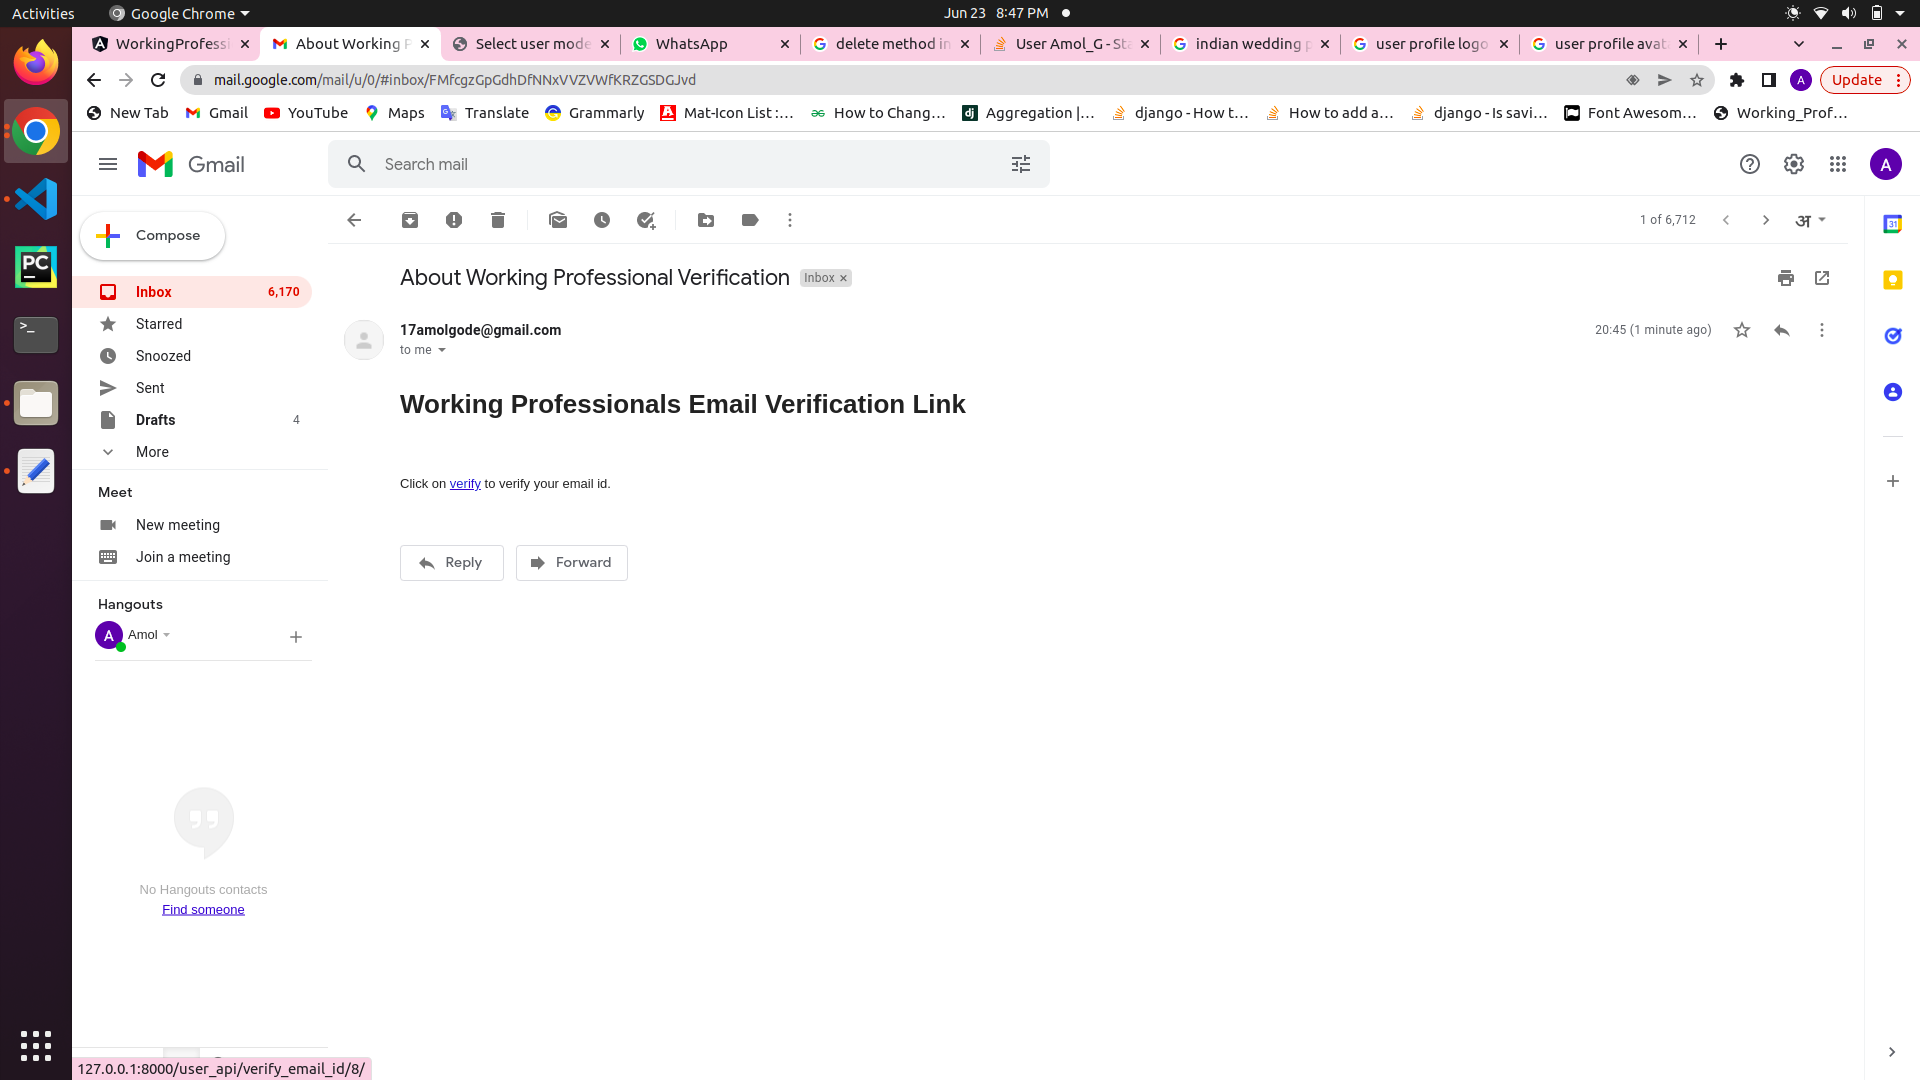 Activities Google Chrome Jun 23 8:47 PM
WorkingProfessi About Working P Select user mode WhatsApp delete method in User Amol_G - Sta indian wedding p user profile logo user profile avat
mail.google.com/mail/u/0/#inbox/FMfcgzGpGdhDfNNxVVZVWfKRZGSDGJvd A Update
New Tab Gmail YouTube Maps Translate Grammarly Mat-Icon List :… How to Chang… Aggregation |… django - How t… How to add a… django - Is savi… Font Awesom… Working_Prof…
Gmail Search mail A
Compose 1 of 6,712 अ
About Working Professional Verification Inbox ×
Inbox 6,170
Starred
Snoozed
Sent
Drafts 4
More
17amolgode@gmail.com 20:45 (1 minute ago)
to me
Working Professionals Email Verification Link
Click on verify to verify your email id.
Reply Forward
Meet
New meeting
Join a meeting
Hangouts
A Amol
No Hangouts contacts
Find someone
31
PC
127.0.0.1:8000/user_api/verify_email_id/8/